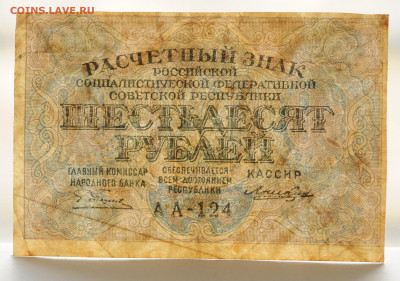 COINS.LAVE.RU
РАСЧЕТНЫЙ ЗНАК
РОССИЙСКОЙ
СОЦИАЛИСТИЧЕСКОЙ ФЕДЕРАТИВНОЙ
СОВЕТСКОЙ РЕСПУБЛИКИ
ШЕСТЬДЕСЯТ
РУБЛЕЙ
ГЛАВНЫЙ КОМИССАР
НАРОДНОГО БАНКА
ОБЕСПЕЧИВАЕТСЯ
ВСЕМ ДОСТОЯНИЕМ
РЕСПУБЛИКИ
КАССИР
АА-124